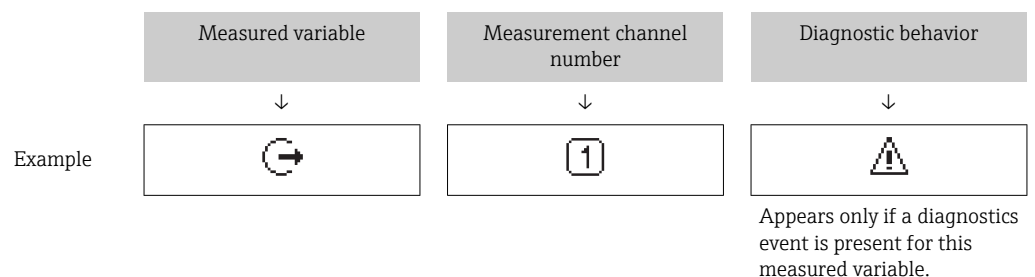 Measured variable
Measurement channel
number
Diagnostic behavior
↓
↓
↓
Example
1
Appears only if a diagnostics
event is present for this
measured variable.